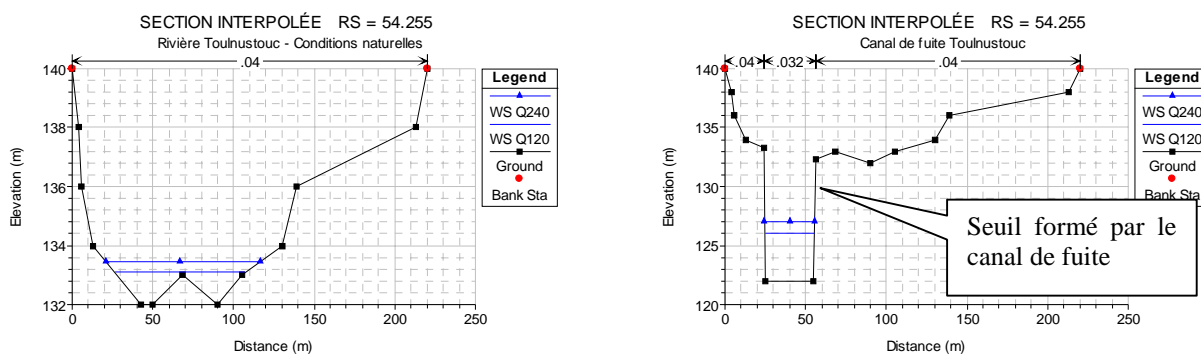 SECTION INTERPOLÉE RS = 54.255
Rivière Toulnustouc - Conditions naturelles
.04
140
138
136
134
132
0
50
100
150
200
250
Elevation (m)
Distance (m)
Legend
WS Q240
WS Q120
Ground
Bank Sta
SECTION INTERPOLÉE RS = 54.255
Canal de fuite Toulnustouc
.04
.032
.04
140
135
130
125
120
0
50
100
150
200
250
Elevation (m)
Distance (m)
Legend
WS Q240
WS Q120
Ground
Bank Sta
Seuil formé par le
canal de fuite